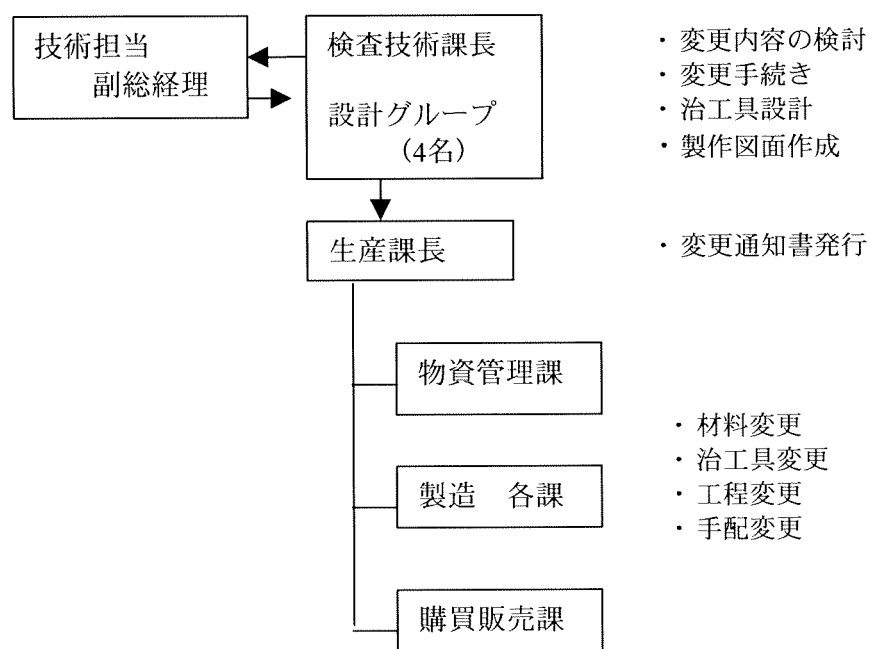 技術担当
副総経理
検査技術課長
設計グループ
（4名）
・変更内容の検討
・変更手続き
・治工具設計
・製作図面作成
生産課長
・変更通知書発行
物資管理課
製造　各課
購買販売課
・材料変更
・治工具変更
・工程変更
・手配変更